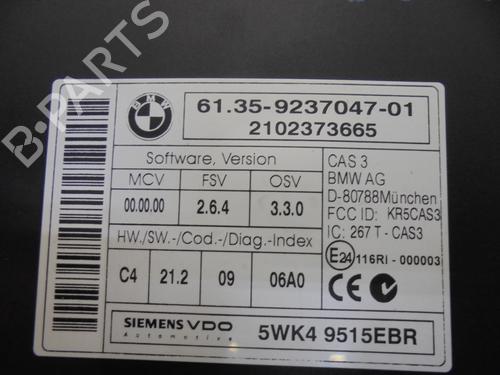 B-PARTS
BMW
61.35-9237047-01
2102373665
Software, Version
MCV FSV OSV
00.00.00 2.6.4 3.3.0
HW./SW.-/Cod.-/Diag.-Index
C4 21.2 09 06A0
CAS 3
BMW AG
D-80788München
FCC ID: KR5CAS3
IC: 267 T - CAS3
E24 116RI - 000003
CE
SIEMENS VDO
Automotive
5WK4 9515EBR